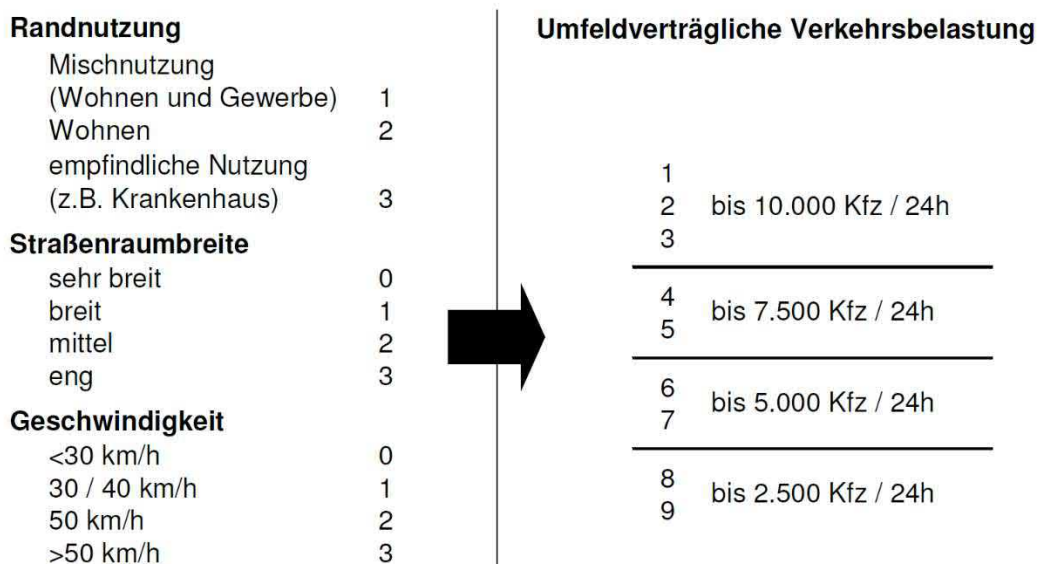 Randnutzung
Mischnutzung
(Wohnen und Gewerbe) 1
Wohnen 2
empfindliche Nutzung
(z.B. Krankenhaus) 3
Straßenraumbreite
sehr breit 0
breit 1
mittel 2
eng 3
Geschwindigkeit
<30 km/h 0
30 / 40 km/h 1
50 km/h 2
>50 km/h 3
Umfeldverträgliche Verkehrsbelastung
1
2 bis 10.000 Kfz / 24h
3
4
5 bis 7.500 Kfz / 24h
6
7 bis 5.000 Kfz / 24h
8
9 bis 2.500 Kfz / 24h